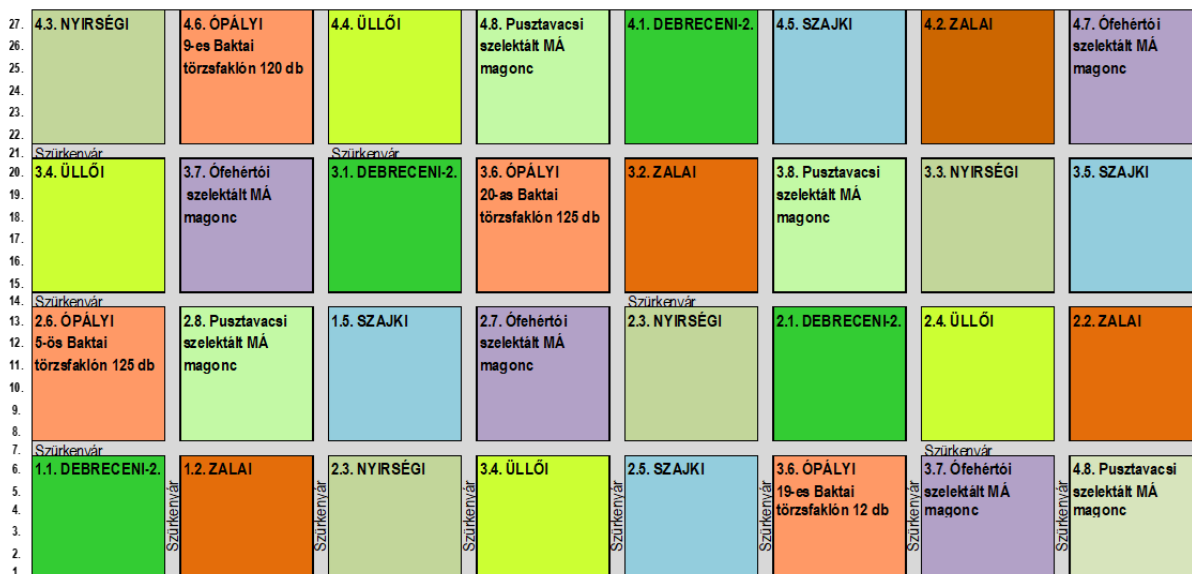 27.
26.
25.
24.
23.
22.
4.3. NYIRSÉGI
4.6. ÓPÁLYI
9-es Baktai
törzsfaklón 120 db
4.4. ÜLLŐI
4.8. Pusztavacsi
szelektált MÁ
magonc
4.1. DEBRECENI-2.
4.5. SZAJKI
4.2. ZALAI
4.7. Ófehértói
szelektált MÁ
magonc
21.
Szürkenyár
Szürkenyár
20.
19.
18.
17.
16.
15.
3.4. ÜLLŐI
3.7. Ófehértói
szelektált MÁ
magonc
3.1. DEBRECENI-2.
3.6. ÓPÁLYI
20-as Baktai
törzsfaklón 125 db
3.2. ZALAI
3.8. Pusztavacsi
szelektált MÁ
magonc
3.3. NYIRSÉGI
3.5. SZAJKI
14.
Szürkenyár
Szürkenyár
13.
12.
11.
10.
9.
8.
2.6. ÓPÁLYI
5-ös Baktai
törzsfaklón 125 db
2.8. Pusztavacsi
szelektált MÁ
magonc
1.5. SZAJKI
2.7. Ófehértói
szelektált MÁ
magonc
2.3. NYIRSÉGI
2.1. DEBRECENI-2.
2.4. ÜLLŐI
2.2. ZALAI
7.
Szürkenyár
Szürkenyár
6.
5.
4.
3.
2.
1.
1.1. DEBRECENI-2.
Szürkenyár
1.2. ZALAI
Szürkenyár
2.3. NYIRSÉGI
Szürkenyár
3.4. ÜLLŐI
Szürkenyár
2.5. SZAJKI
Szürkenyár
3.6. ÓPÁLYI
19-es Baktai
törzsfaklón 12 db
Szürkenyár
3.7. Ófehértói
szelektált MÁ
magonc
Szürkenyár
4.8. Pusztavacsi
szelektált MÁ
magonc